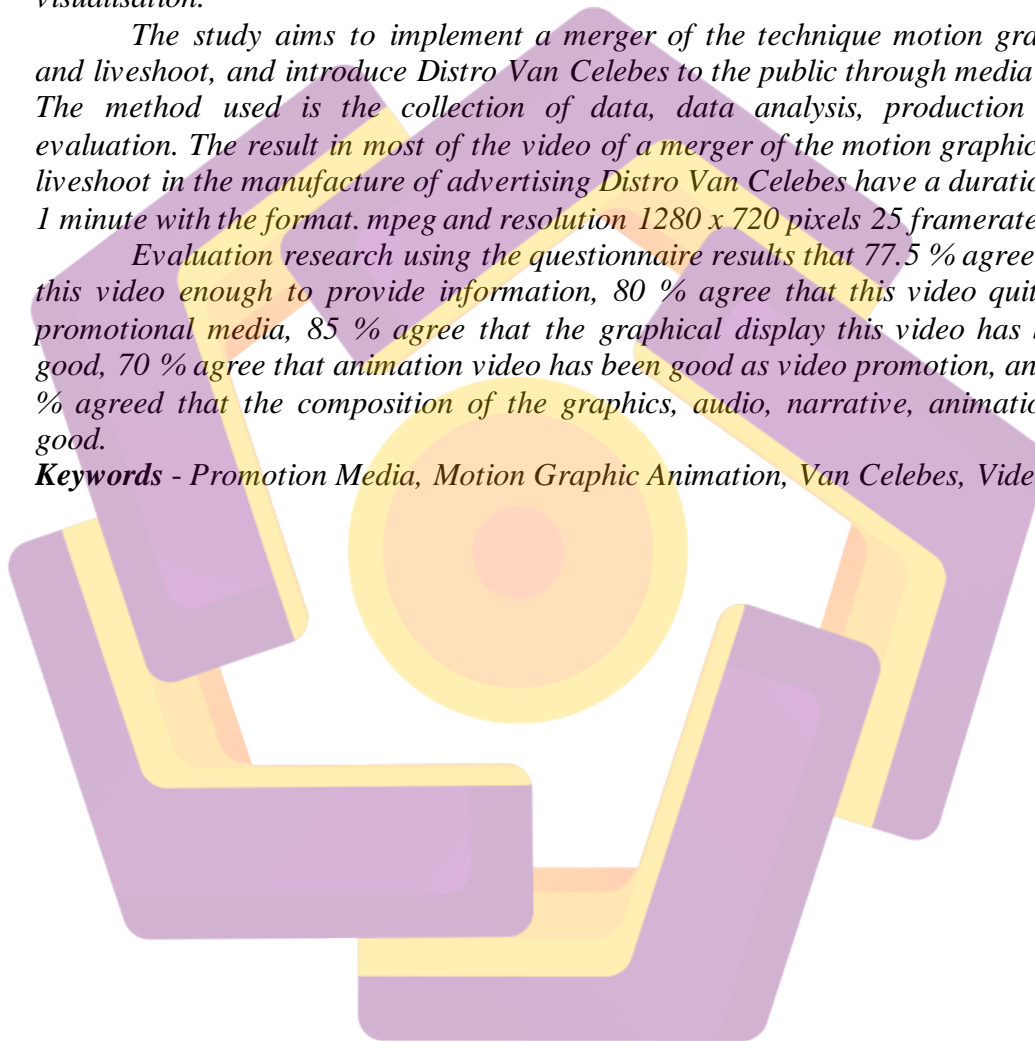 visualisation.
The study aims to implement a merger of the technique motion gra
and liveshoot, and introduce Distro Van Celebes to the public through media
The method used is the collection of data, data analysis, production
evaluation. The result in most of the video of a merger of the motion graphic
liveshoot in the manufacture of advertising Distro Van Celebes have a duratio
1 minute with the format. mpeg and resolution 1280 x 720 pixels 25 framerate
Evaluation research using the questionnaire results that 77.5 % agree
this video enough to provide information, 80 % agree that this video quit
promotional media, 85 % agree that the graphical display this video has
good, 70 % agree that animation video has been good as video promotion, an
% agreed that the composition of the graphics, audio, narrative, animatio
good.
Keywords - Promotion Media, Motion Graphic Animation, Van Celebes, Vide